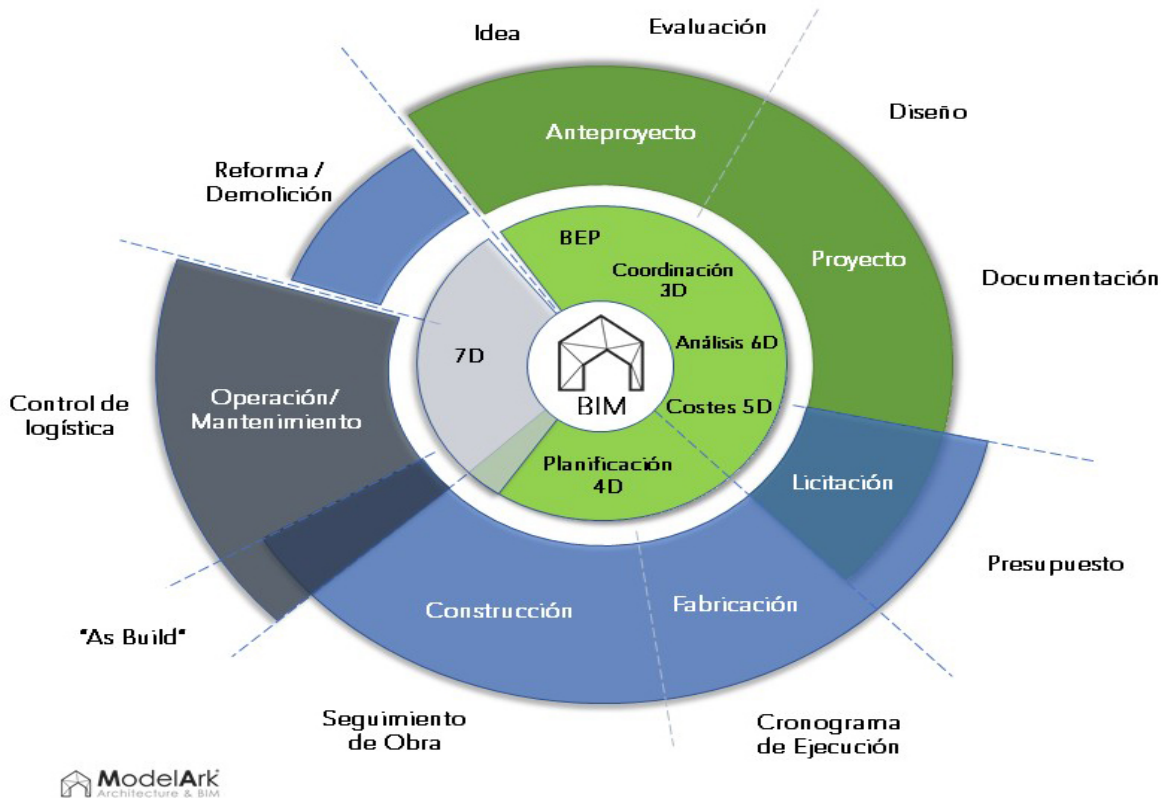 Idea
Evaluación
Diseño
Anteproyecto
Reforma /
Demolición
BEP
Coordinación
3D
Proyecto
Documentación
7D
Análisis 6D
Operación/
Mantenimiento
Control de
logística
BIM
Costes 5D
Planificación
4D
Licitación
Presupuesto
Construcción
Fabricación
"As Build"
Seguimiento
de Obra
Cronograma
de Ejecución
ModelArk
Architecture & BIM